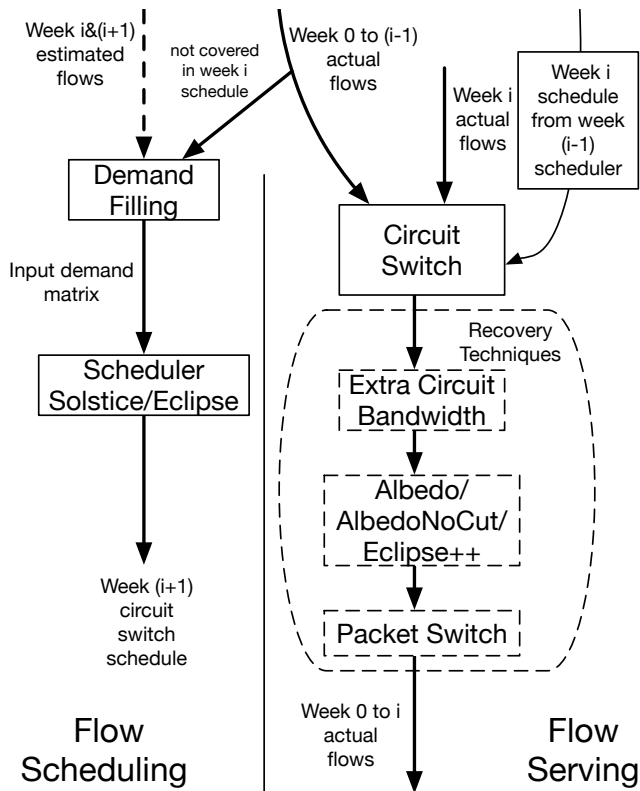 Week i&(i+1)
estimated
flows
not covered
in week i
schedule
Week 0 to (i-1)
actual
flows
Week i
actual
flows
Week i
schedule
from week
(i-1)
scheduler
Demand
Filling
Circuit
Switch
Input demand
matrix
Recovery
Techniques
Scheduler
Solstice/Eclipse
Extra Circuit
Bandwidth
Albedo/
AlbedoNoCut/
Eclipse++
Week (i+1)
circuit
switch
schedule
Packet Switch
Week 0 to i
actual
flows
Flow
Scheduling
Flow
Serving